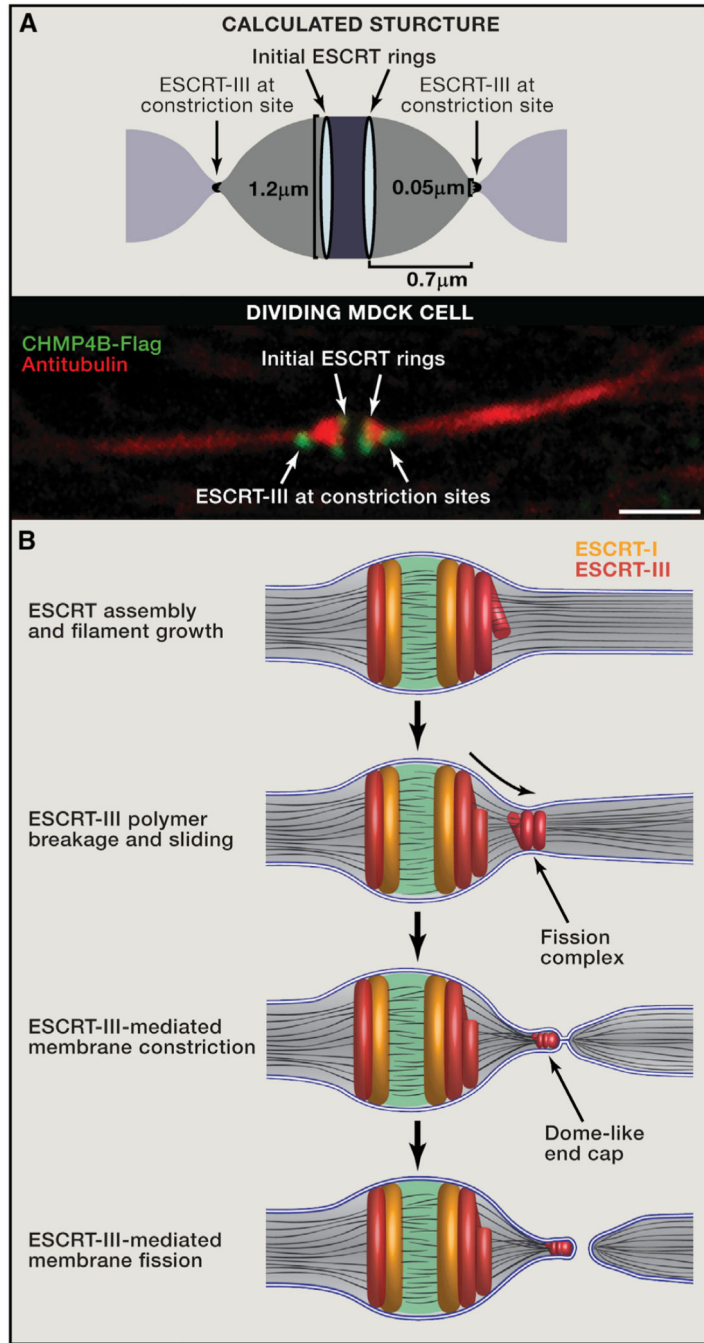 A
CALCULATED STURCTURE
Initial ESCRT rings
ESCRT-III at
constriction site
ESCRT-III at
constriction site
1.2μm
0.05μm
0.7μm
DIVIDING MDCK CELL
CHMP4B-Flag
Antitubulin
Initial ESCRT rings
ESCRT-III at constriction sites
B
ESCRT-I
ESCRT-III
ESCRT assembly
and filament growth
ESCRT-III polymer
breakage and sliding
Fission
complex
ESCRT-III-mediated
membrane constriction
Dome-like
end cap
ESCRT-III-mediated
membrane fission